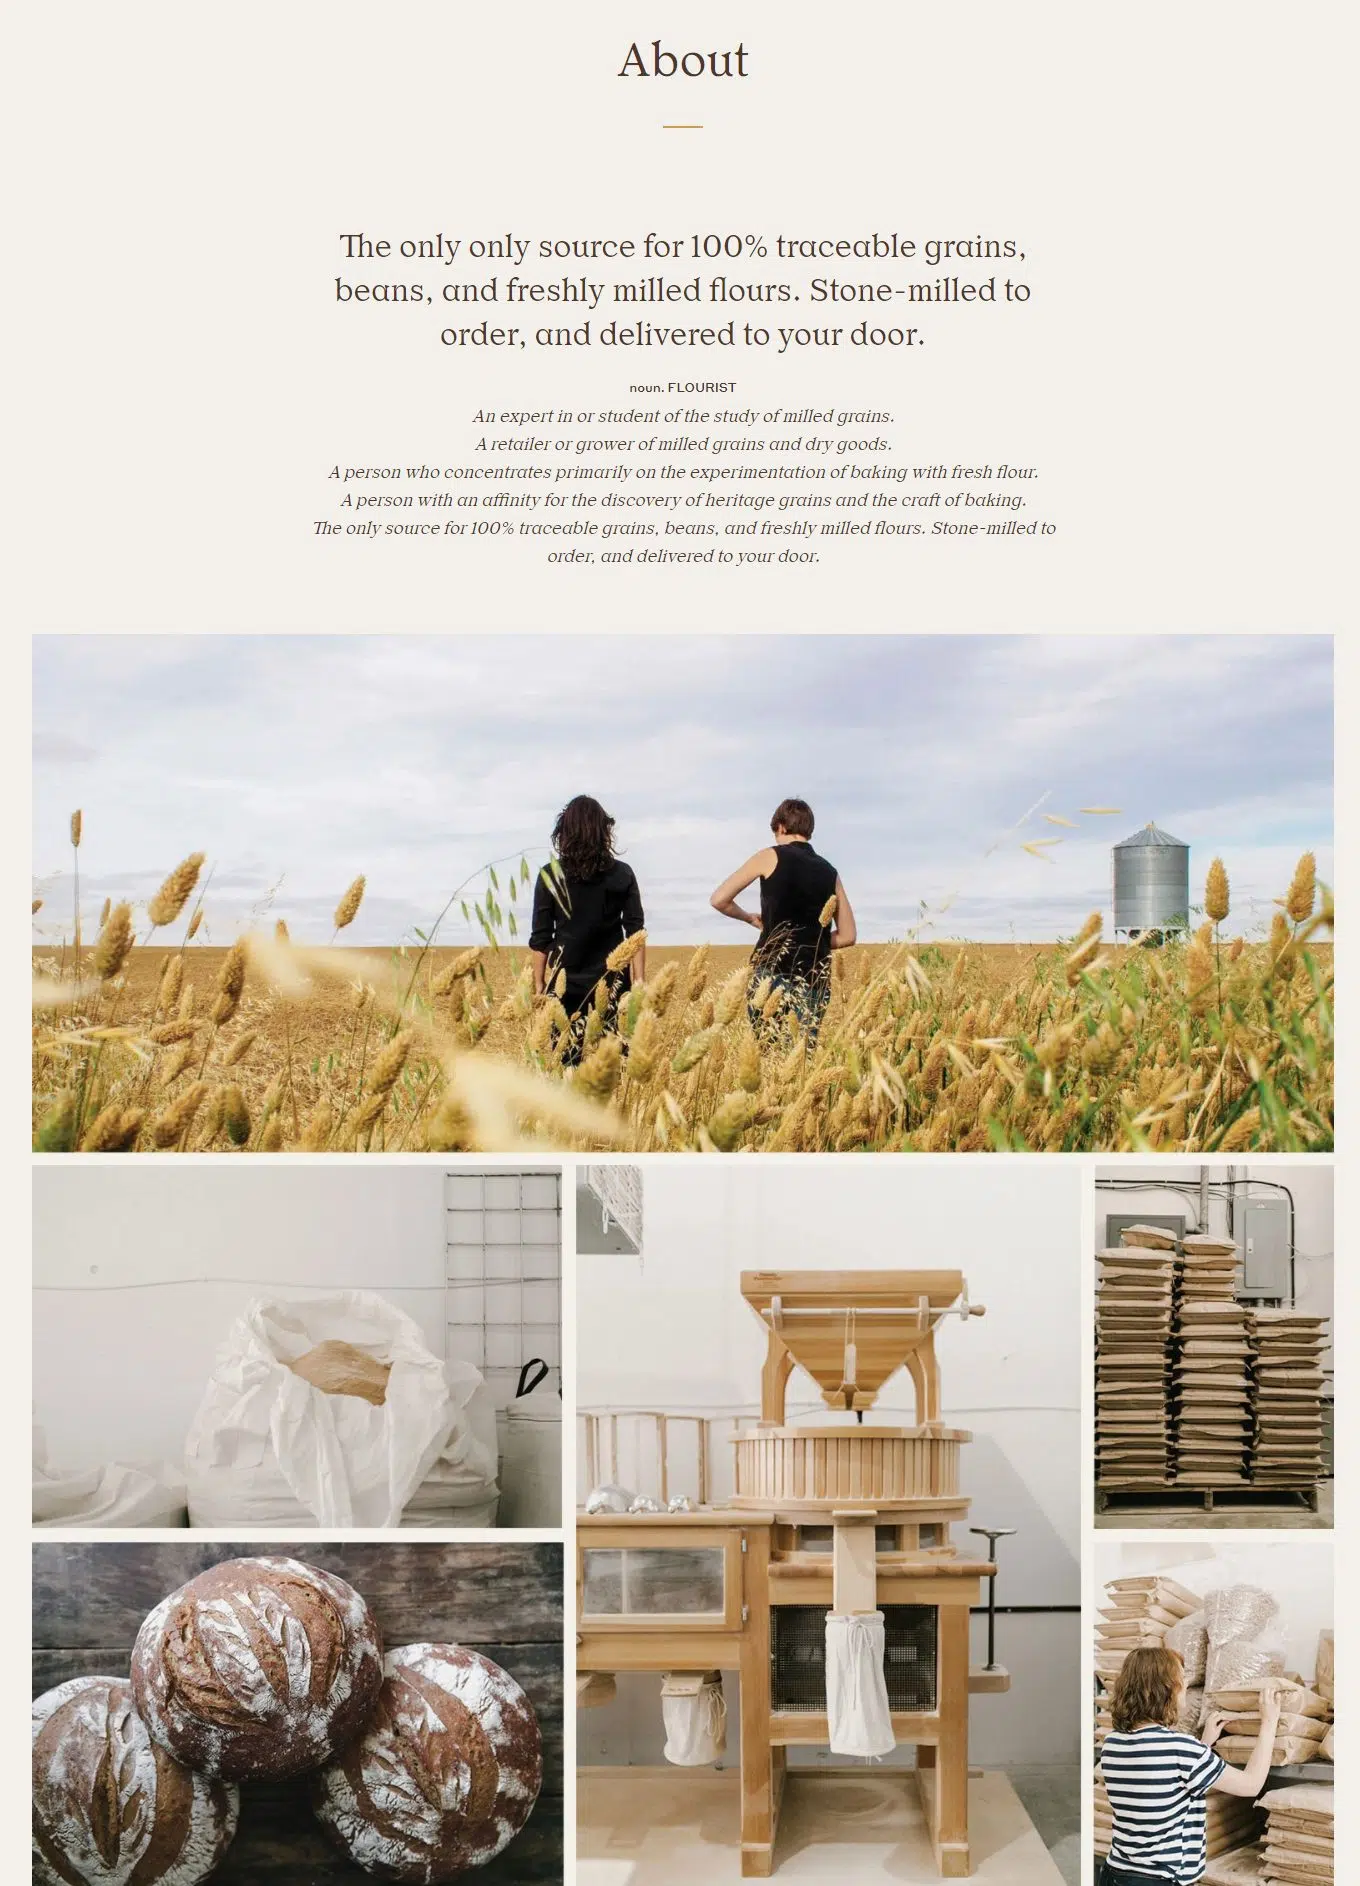 About
The only only source for 100% traceable grains,
beans, and freshly milled flours. Stone-milled to
order, and delivered to your door.
noun. FLOURIST
An expert in or student of the study of milled grains.
A retailer or grower of milled grains and dry goods.
A person who concentrates primarily on the experimentation of baking with fresh flour.
A person with an affinity for the discovery of heritage grains and the craft of baking.
The only source for 100% traceable grains, beans, and freshly milled flours. Stone-milled to
order, and delivered to your door.